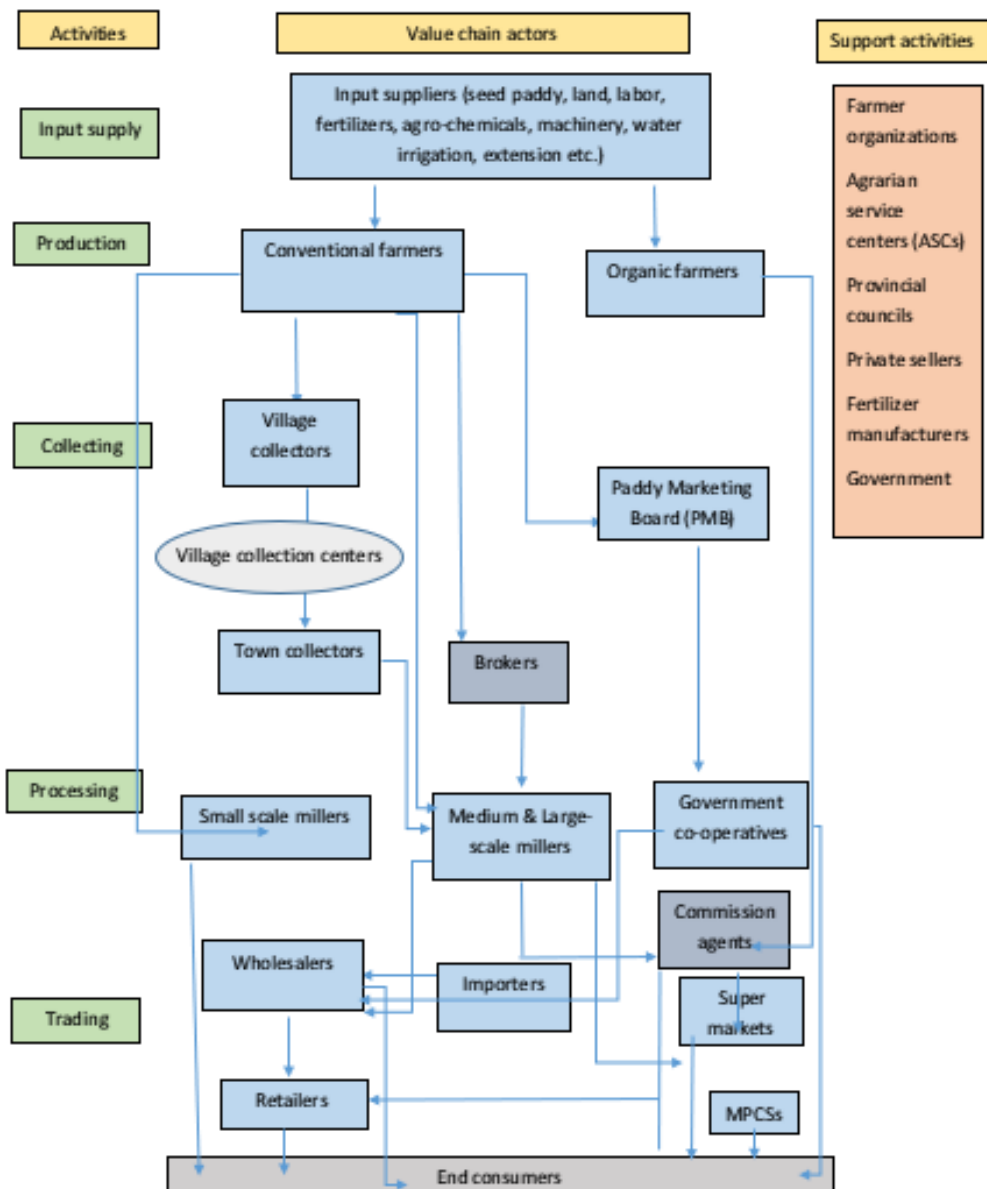 Activities
Value chain actors
Support activities
Input supply
Input suppliers (seed paddy, land, labor,
fertilizers, agro-chemicals, machinery, water
irrigation, extension etc.)
Farmer
organizations
Agrarian
service
centers (ASCs)
Provincial
councils
Private sellers
Fertilizer
manufacturers
Government
Production
Conventional farmers
Organic farmers
Collecting
Village
collectors
Paddy Marketing
Board (PMB)
Village collection centers
Town collectors
Brokers
Processing
Small scale millers
Medium & Large-
scale millers
Government
co-operatives
Commission
agents
Wholesalers
Importers
Super
markets
Trading
Retailers
MPCSs
End consumers